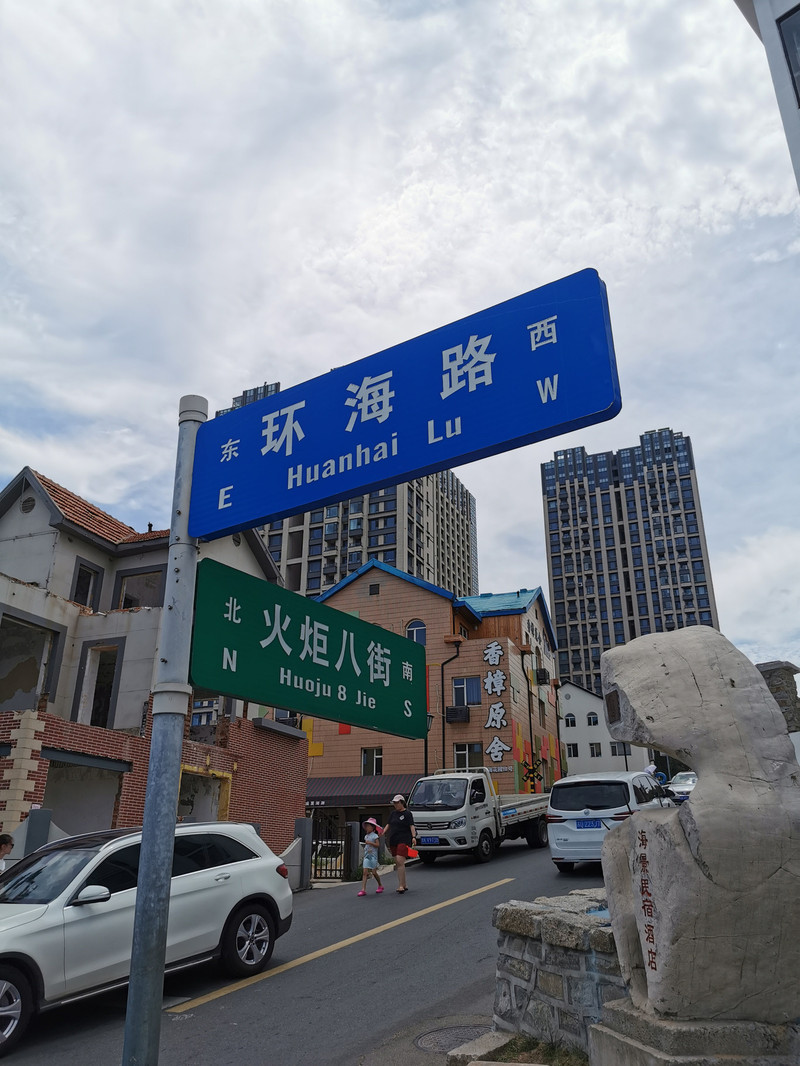 东 环海路 西
E Huanhai Lu W
北 火炬八街 南
N Huoju 8 Jie S
香樟原舍
海景民宿酒店